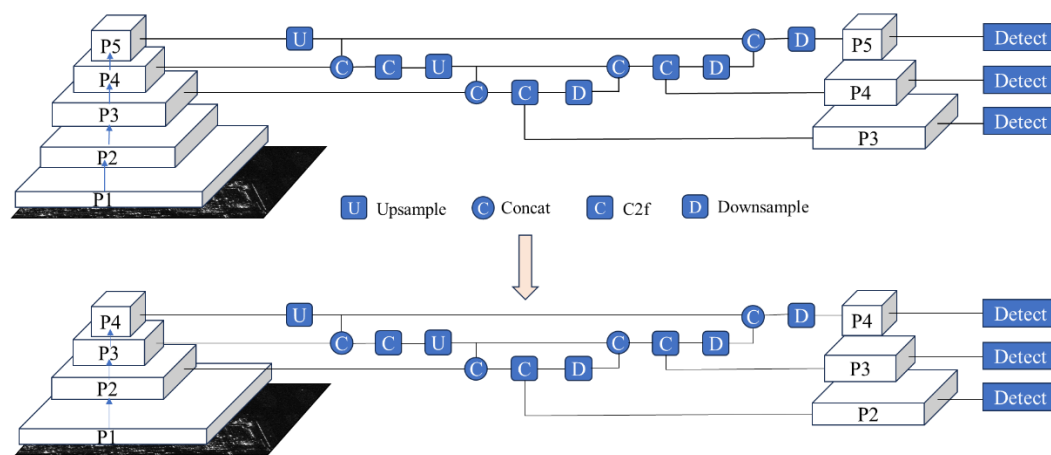 P5 U C D P5 Detect
P4 C C U C C D P4 Detect
P3 C C D P3 Detect
P2
P1
U Upsample C Concat C C2f D Downsample
P4 U C D P4 Detect
P3 C C U C C D P3 Detect
P2 C C D P2 Detect
P1